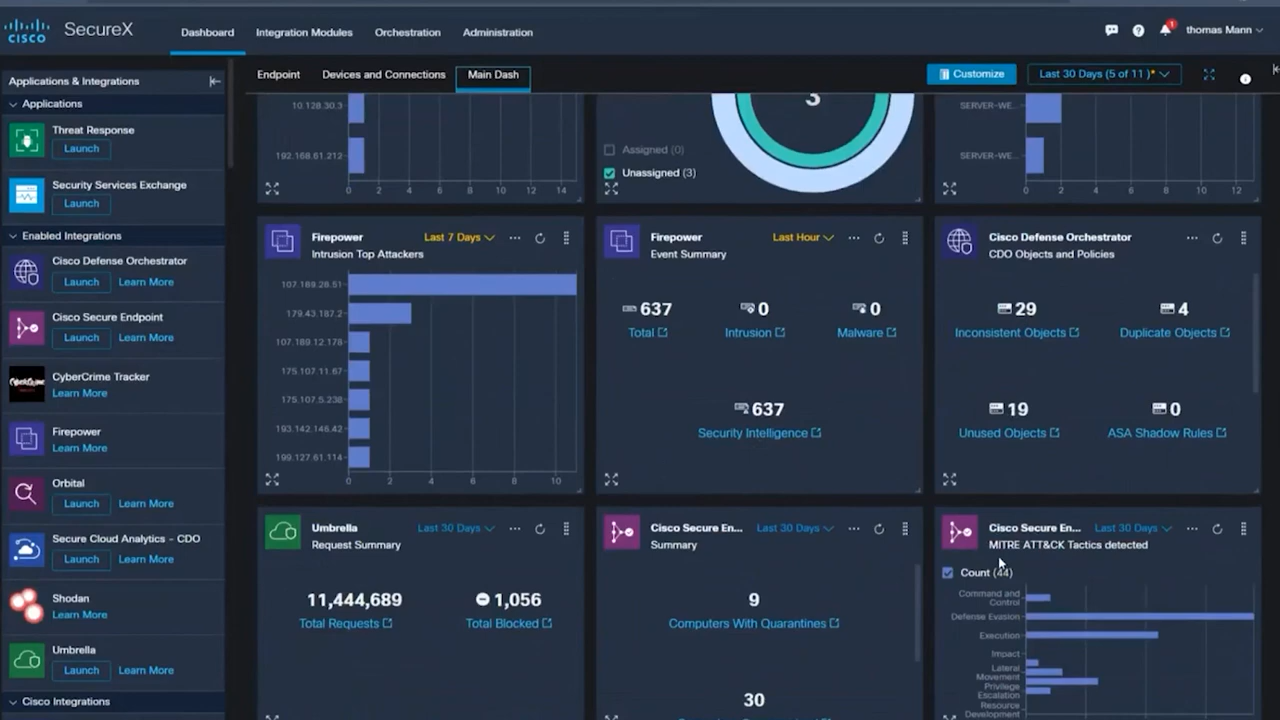 CISCO
SecureX
Dashboard
Integration Modules
Orchestration
Administration
1
thomas Mann
Applications & Integrations
Applications
Threat Response
Launch
Security Services Exchange
Launch
Enabled Integrations
Cisco Defense Orchestrator
Launch Learn More
Cisco Secure Endpoint
Launch Learn More
CyberCrime Tracker
Learn More
Firepower
Learn More
Orbital
Launch Learn More
Secure Cloud Analytics - CDO
Launch Learn More
Shodan
Learn More
Umbrella
Launch Learn More
Cisco Integrations
Endpoint
Devices and Connections
Main Dash
Customize
Last 30 Days (5 of 11)*
10.128.30.3
192.168.61.212
0 2 4 6 8 10 12 14
3
Assigned (0)
Unassigned (3)
SERVER-WE...
SERVER-WE...
0 2 4 6 8 10 12
Firepower
Last 7 Days
Intrusion Top Attackers
107.169.28.51
179.43.187.2
107.189.12.178
175.107.11.67
175.107.5.238
193.142.146.42
199.127.61.114
0 2 4 6 8 10
Firepower
Last Hour
Event Summary
637
Total
0
Intrusion
0
Malware
637
Security Intelligence
Cisco Defense Orchestrator
CDO Objects and Policies
29
Inconsistent Objects
4
Duplicate Objects
19
Unused Objects
0
ASA Shadow Rules
Umbrella
Last 30 Days
Request Summary
11,444,689
Total Requests
1,056
Total Blocked
Cisco Secure En...
Last 30 Days
Summary
9
Computers With Quarantines
30
Cisco Secure En...
Last 30 Days
MITRE ATT&CK Tactics detected
Count (44)
Command and
Control
Defense Evasion
Execution
Impact
Lateral
Movement
Privilege
Escalation
Resource
Development